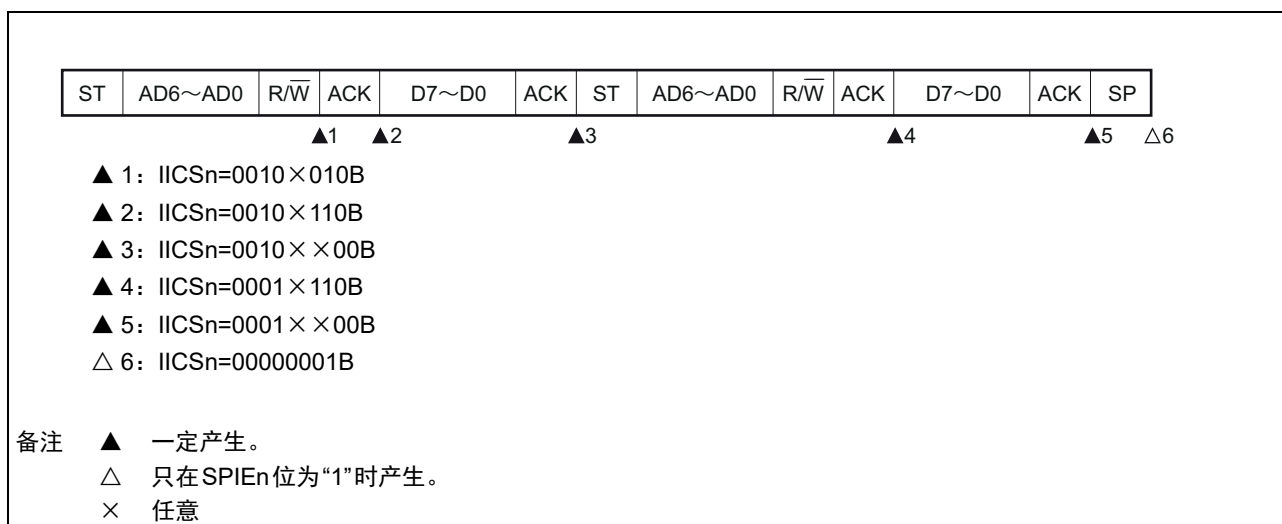 ST AD6～AD0 R/W̅ ACK D7～D0 ACK ST AD6～AD0 R/W̅ ACK D7～D0 ACK SP
▲1 ▲2 ▲3 ▲4 ▲5 △6
▲ 1：IICSn=0010×010B
▲ 2：IICSn=0010×110B
▲ 3：IICSn=0010××00B
▲ 4：IICSn=0001×110B
▲ 5：IICSn=0001××00B
△ 6：IICSn=00000001B
备注 ▲ 一定产生。
△ 只在SPIEn位为“1”时产生。
× 任意